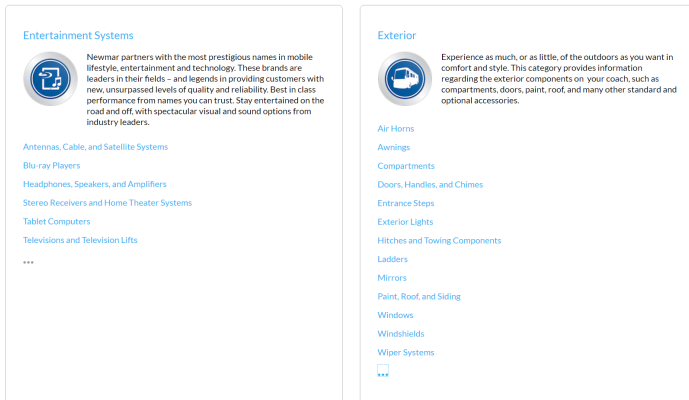 Entertainment Systems
Newmar partners with the most prestigious names in mobile
lifestyle, entertainment and technology. These brands are
leaders in their fields – and legends in providing customers with
new, unsurpassed levels of quality and reliability. Best in class
performance from names you can trust. Stay entertained on the
road and off, with spectacular visual and sound options from
industry leaders.
Antennas, Cable, and Satellite Systems
Blu-ray Players
Headphones, Speakers, and Amplifiers
Stereo Receivers and Home Theater Systems
Tablet Computers
Televisions and Television Lifts
•••
Exterior
Experience as much, or as little, of the outdoors as you want in
comfort and style. This category provides information
regarding the exterior components on your coach, such as
compartments, doors, paint, roof, and many other standard and
optional accessories.
Air Horns
Awnings
Compartments
Doors, Handles, and Chimes
Entrance Steps
Exterior Lights
Hitches and Towing Components
Ladders
Mirrors
Paint, Roof, and Siding
Windows
Windshields
Wiper Systems
•••